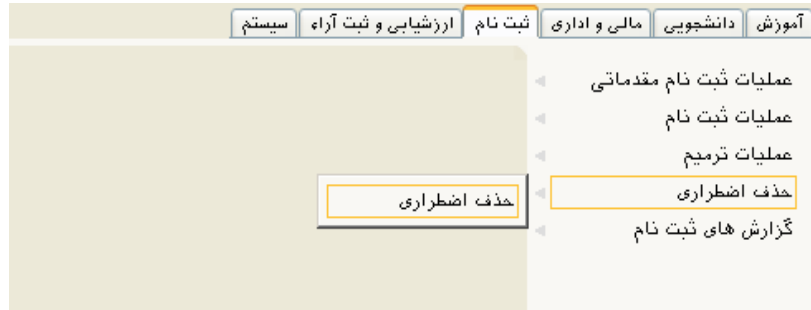 آموزش دانشجویی مالی و اداری ثبت نام ارزشیابی و ثبت آراء سیستم
عملیات ثبت نام مقدماتی
عملیات ثبت نام
عملیات ترمیم
حذف اضطراری
حذف اضطراری
گزارش های ثبت نام